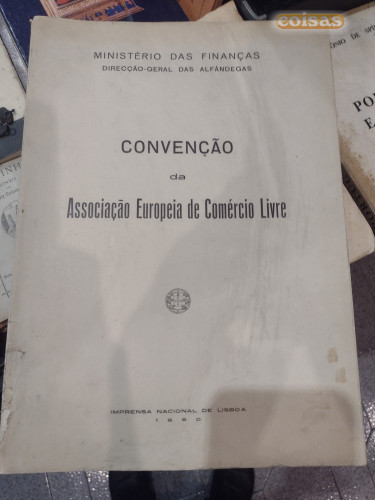 coisas
MINISTÉRIO DAS FINANÇAS
DIRECÇÃO-GERAL DAS ALFÂNDEGAS
CONVENÇÃO
da
Associação Europeia de Comércio Livre
IMPRENSA NACIONAL DE LISBOA
1960